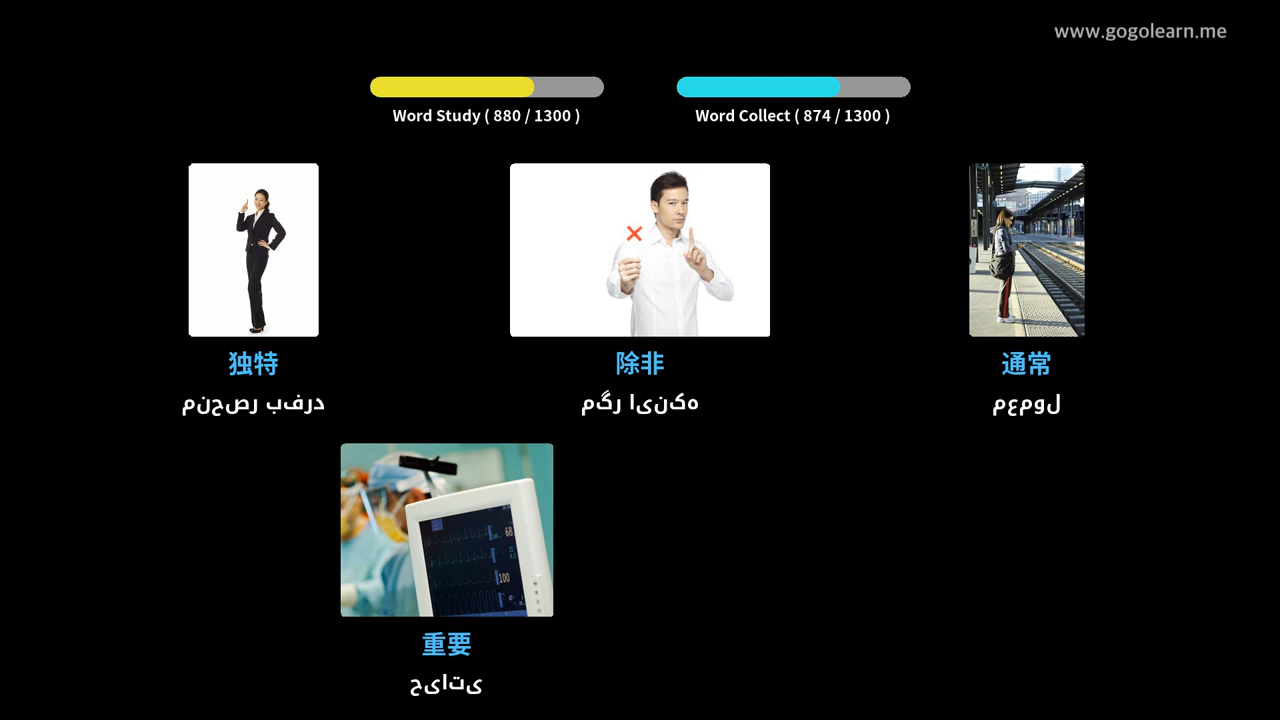 www.gogolearn.me
Word Study ( 880 / 1300 )
Word Collect ( 874 / 1300 )
独特
منحصر بفرد
除非
مگر اینکه
通常
معمول
重要
حیاتی